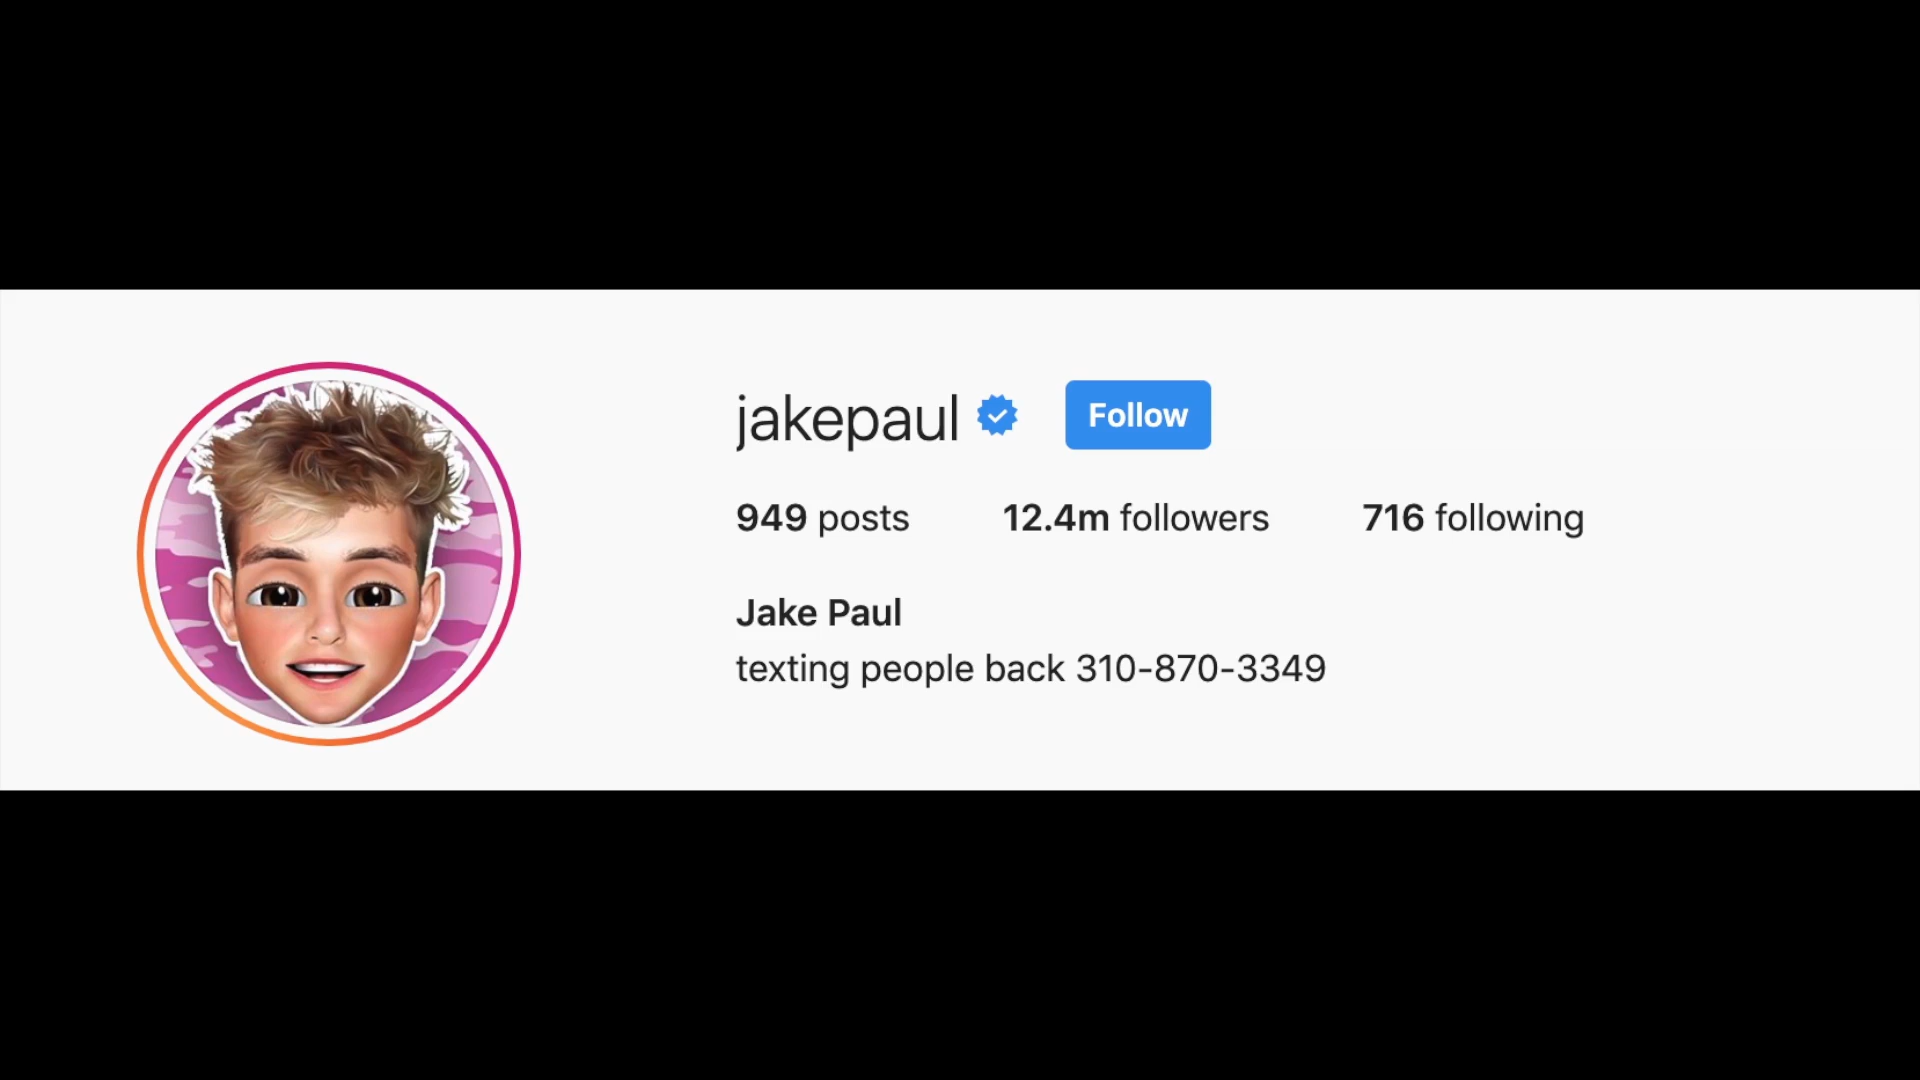 jakepaul Follow
949 posts 12.4m followers 716 following
Jake Paul
texting people back 310-870-3349